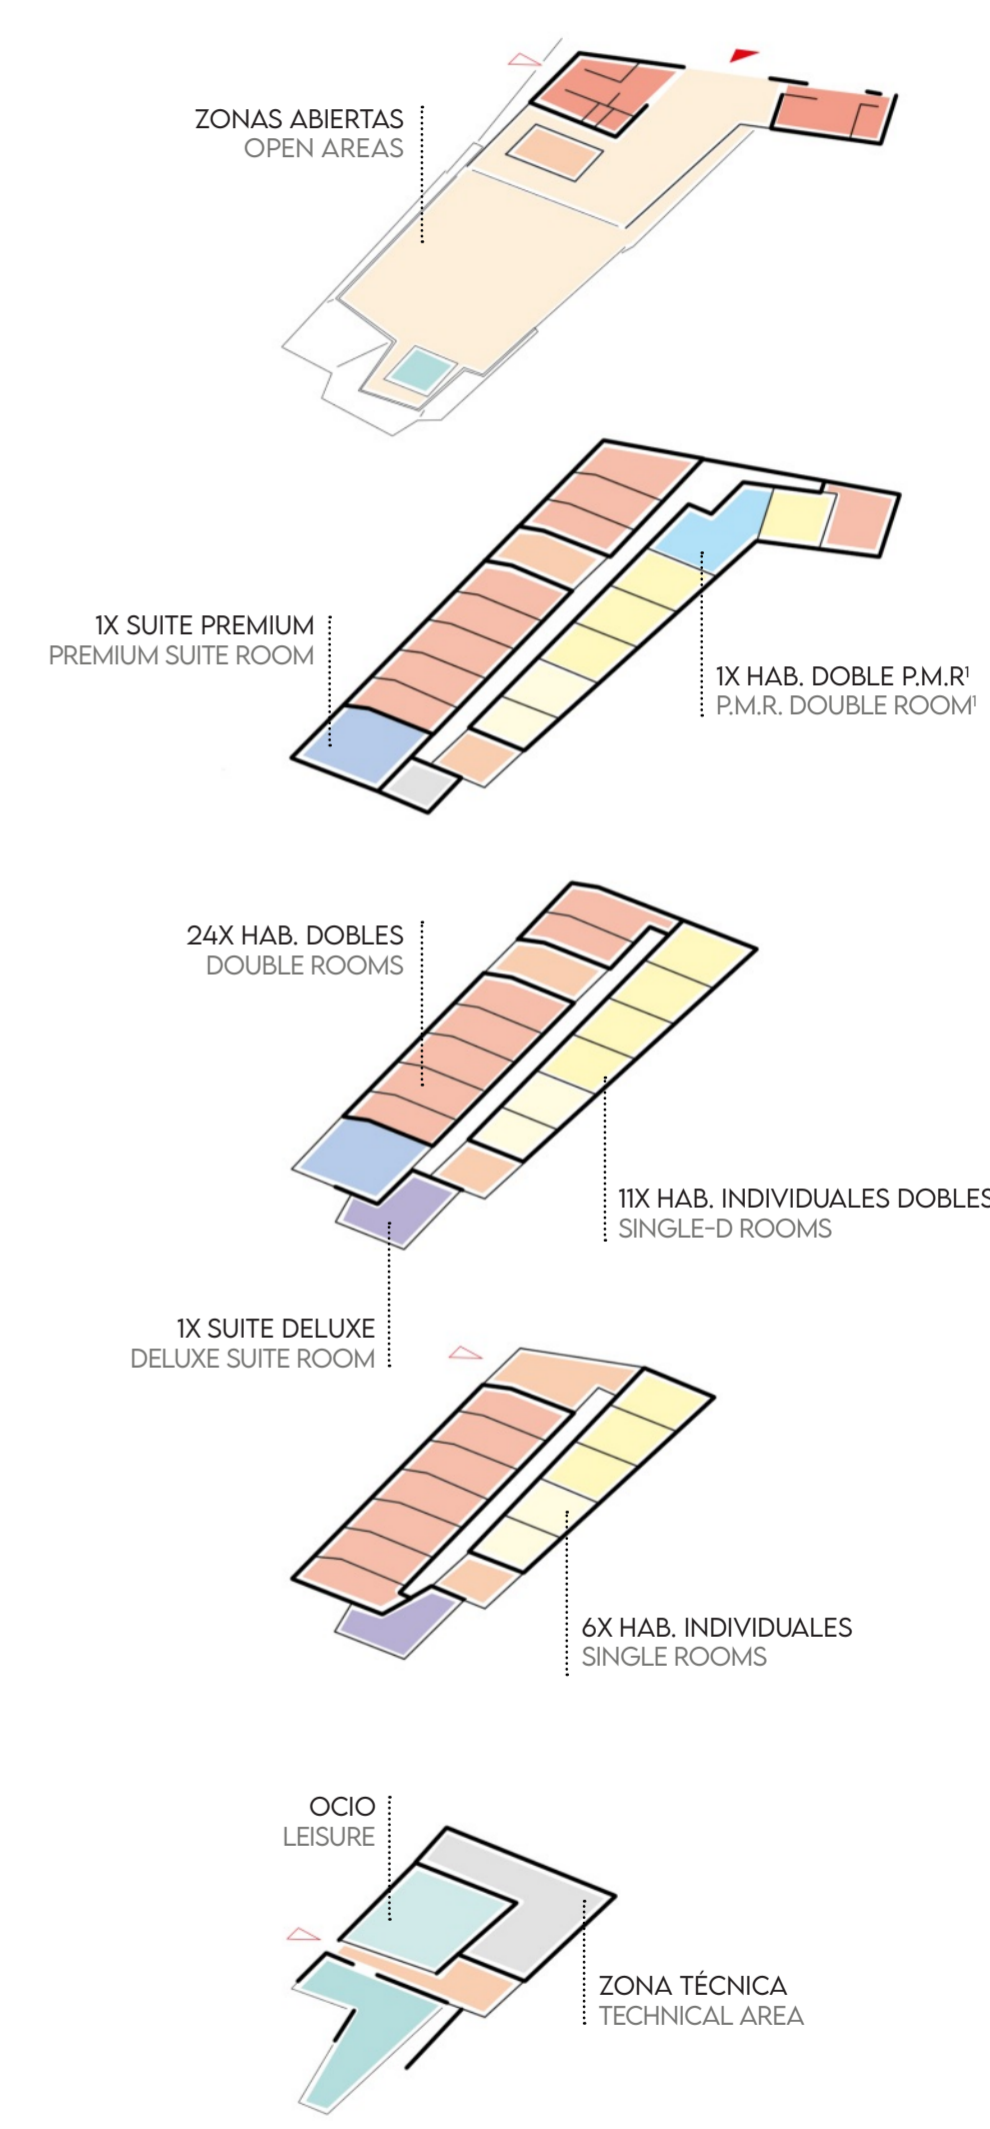 ZONAS ABIERTAS
OPEN AREAS
1X SUITE PREMIUM
PREMIUM SUITE ROOM
1X HAB. DOBLE P.M.R¹
P.M.R. DOUBLE ROOM¹
24X HAB. DOBLES
DOUBLE ROOMS
11X HAB. INDIVIDUALES DOBLES
SINGLE-D ROOMS
1X SUITE DELUXE
DELUXE SUITE ROOM
6X HAB. INDIVIDUALES
SINGLE ROOMS
OCIO
LEISURE
ZONA TÉCNICA
TECHNICAL AREA